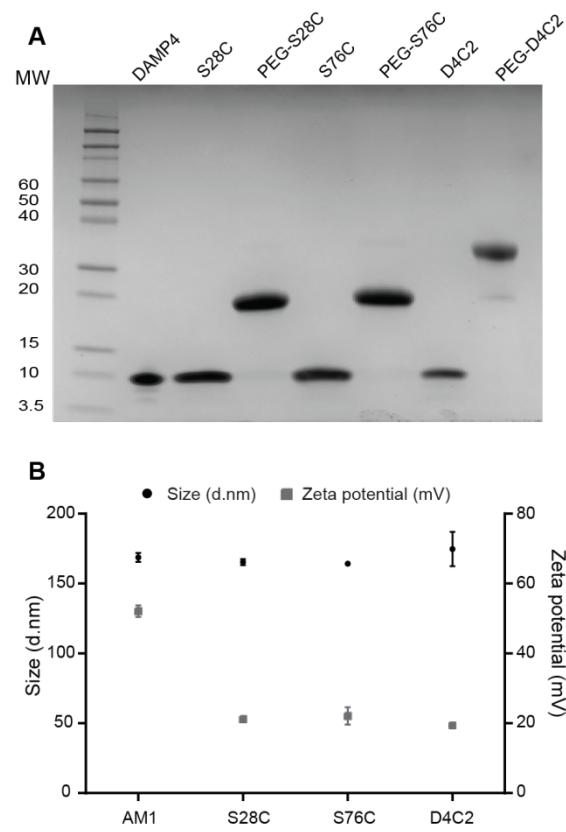 A
DAMP4 S28C PEG-S28C S76C PEG-S76C D4C2 PEG-D4C2
MW
60
50
40
30
20
15
10
3.5
B
Size (d.nm) Zeta potential (mV)
200 80
150 60
100 40
50 20
0 0
Size (d.nm)
Zeta potential (mV)
AM1 S28C S76C D4C2